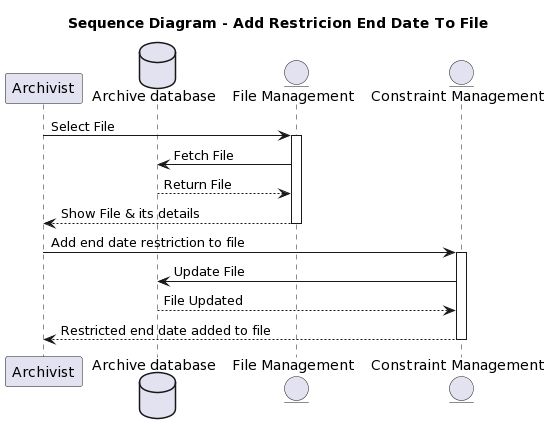 Sequence Diagram - Add Restricion End Date To File
Archivist
Archive database
File Management
Constraint Management
Select File
Fetch File
Return File
Show File & its details
Add end date restriction to file
Update File
File Updated
Restricted end date added to file
Archivist
Archive database
File Management
Constraint Management